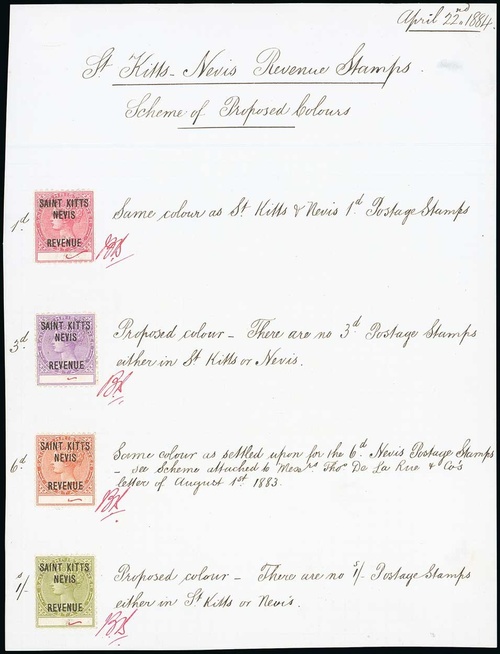 April 22nd 1884.
St Kitts-Nevis Revenue Stamps.
Scheme of Proposed Colours
1d
SAINT KITTS
NEVIS
REVENUE
Same colour as St Kitts & Nevis 1d Postage Stamps
3d
SAINT KITTS
NEVIS
REVENUE
Proposed colour - There are no 3d Postage Stamps
either in St Kitts or Nevis.
6d
SAINT KITTS
NEVIS
REVENUE
Same colour as settled upon for the 6d Nevis Postage Stamps
- see Scheme attached to Messrs Thos De La Rue & Co's
letter of August 1st 1883.
1/-
SAINT KITTS
NEVIS
REVENUE
Proposed colour - There are no 1/- Postage Stamps
either in St Kitts or Nevis.